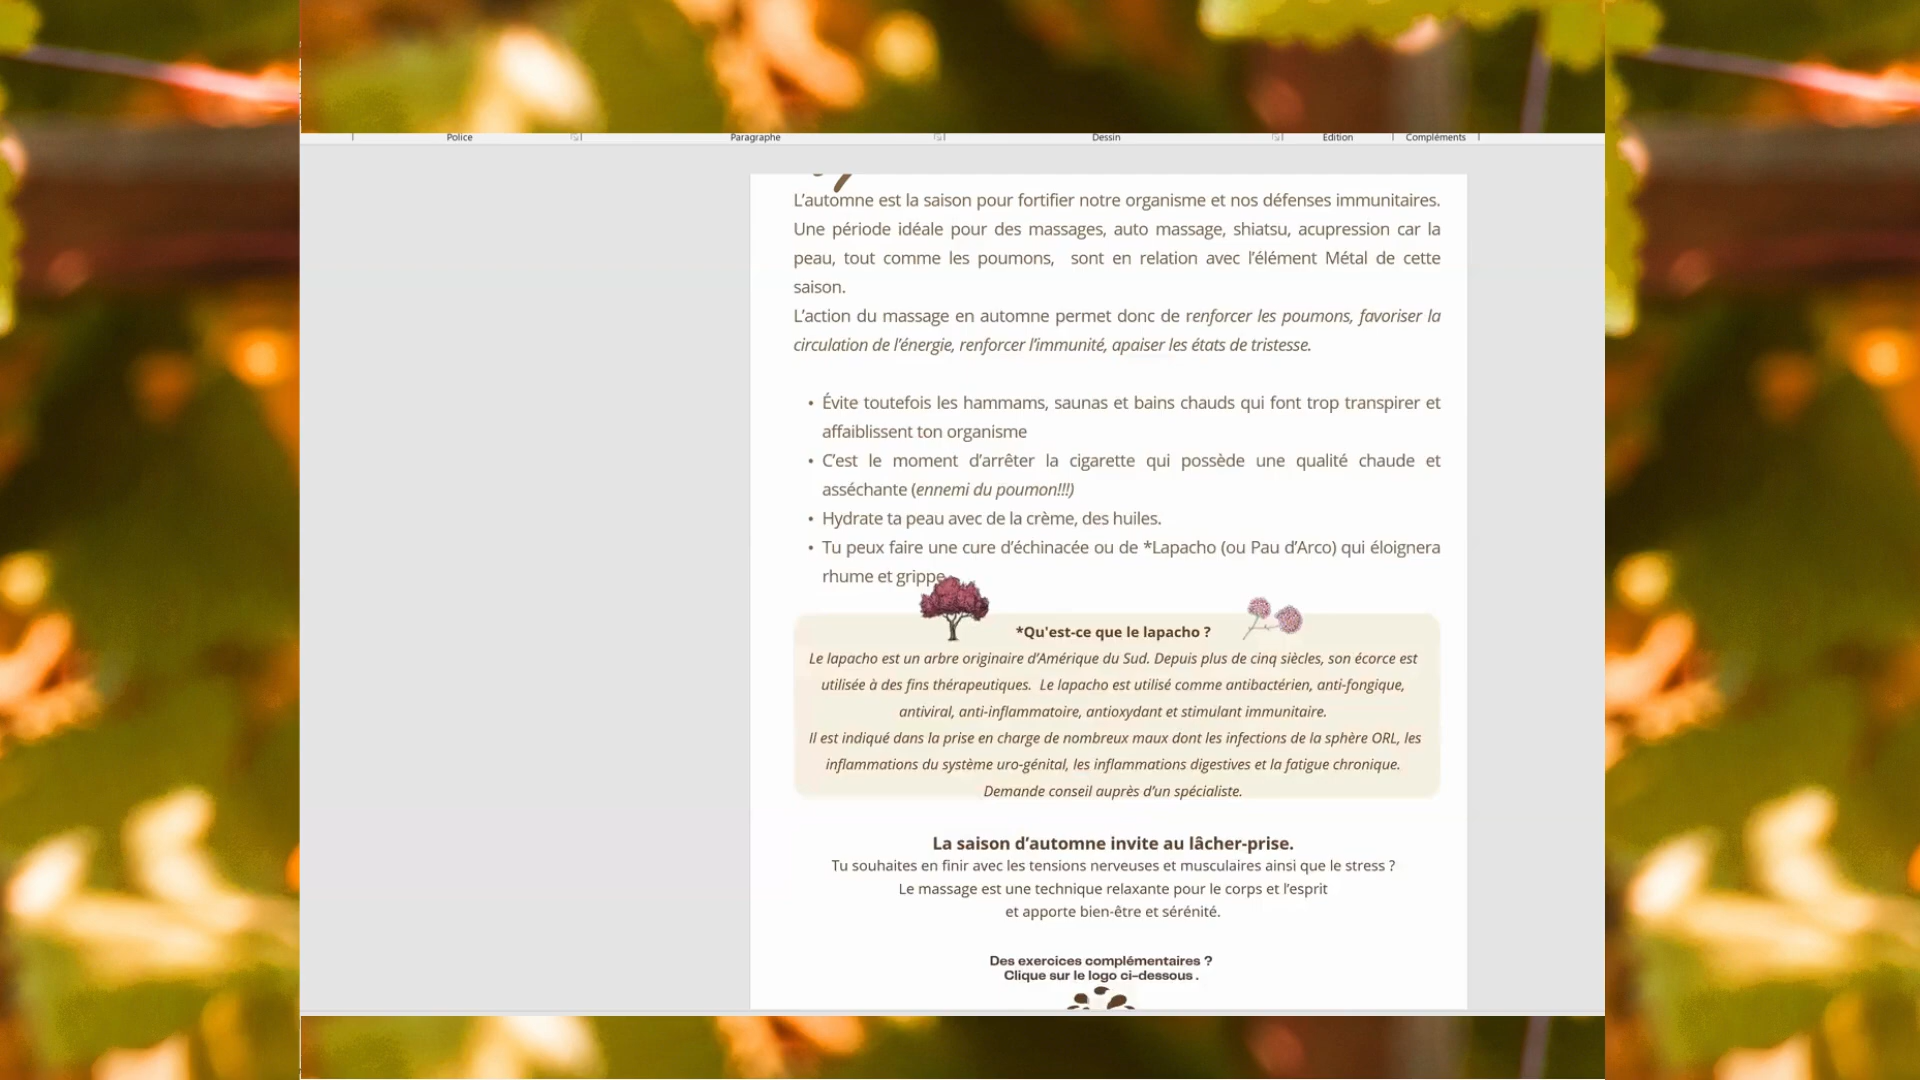 Police Paragraphe Dessin Édition Compléments
L’automne est la saison pour fortifier notre organisme et nos défenses immunitaires.
Une période idéale pour des massages, auto massage, shiatsu, acupression car la
peau, tout comme les poumons,  sont en relation avec l’élément Métal de cette
saison.
L’action du massage en automne permet donc de renforcer les poumons, favoriser la
circulation de l’énergie, renforcer l’immunité, apaiser les états de tristesse.
• Évite toutefois les hammams, saunas et bains chauds qui font trop transpirer et
affaiblissent ton organisme
• C’est le moment d’arrêter la cigarette qui possède une qualité chaude et
asséchante (ennemi du poumon!!!)
• Hydrate ta peau avec de la crème, des huiles.
• Tu peux faire une cure d’échinacée ou de *Lapacho (ou Pau d’Arco) qui éloignera
rhume et grippe
*Qu'est-ce que le lapacho ?
Le lapacho est un arbre originaire d’Amérique du Sud. Depuis plus de cinq siècles, son écorce est
utilisée à des fins thérapeutiques.  Le lapacho est utilisé comme antibactérien, anti-fongique,
antiviral, anti-inflammatoire, antioxydant et stimulant immunitaire.
Il est indiqué dans la prise en charge de nombreux maux dont les infections de la sphère ORL, les
inflammations du système uro-génital, les inflammations digestives et la fatigue chronique.
Demande conseil auprès d’un spécialiste.
La saison d’automne invite au lâcher-prise.
Tu souhaites en finir avec les tensions nerveuses et musculaires ainsi que le stress ?
Le massage est une technique relaxante pour le corps et l’esprit
et apporte bien-être et sérénité.
Des exercices complémentaires ?
Clique sur le logo ci-dessous .